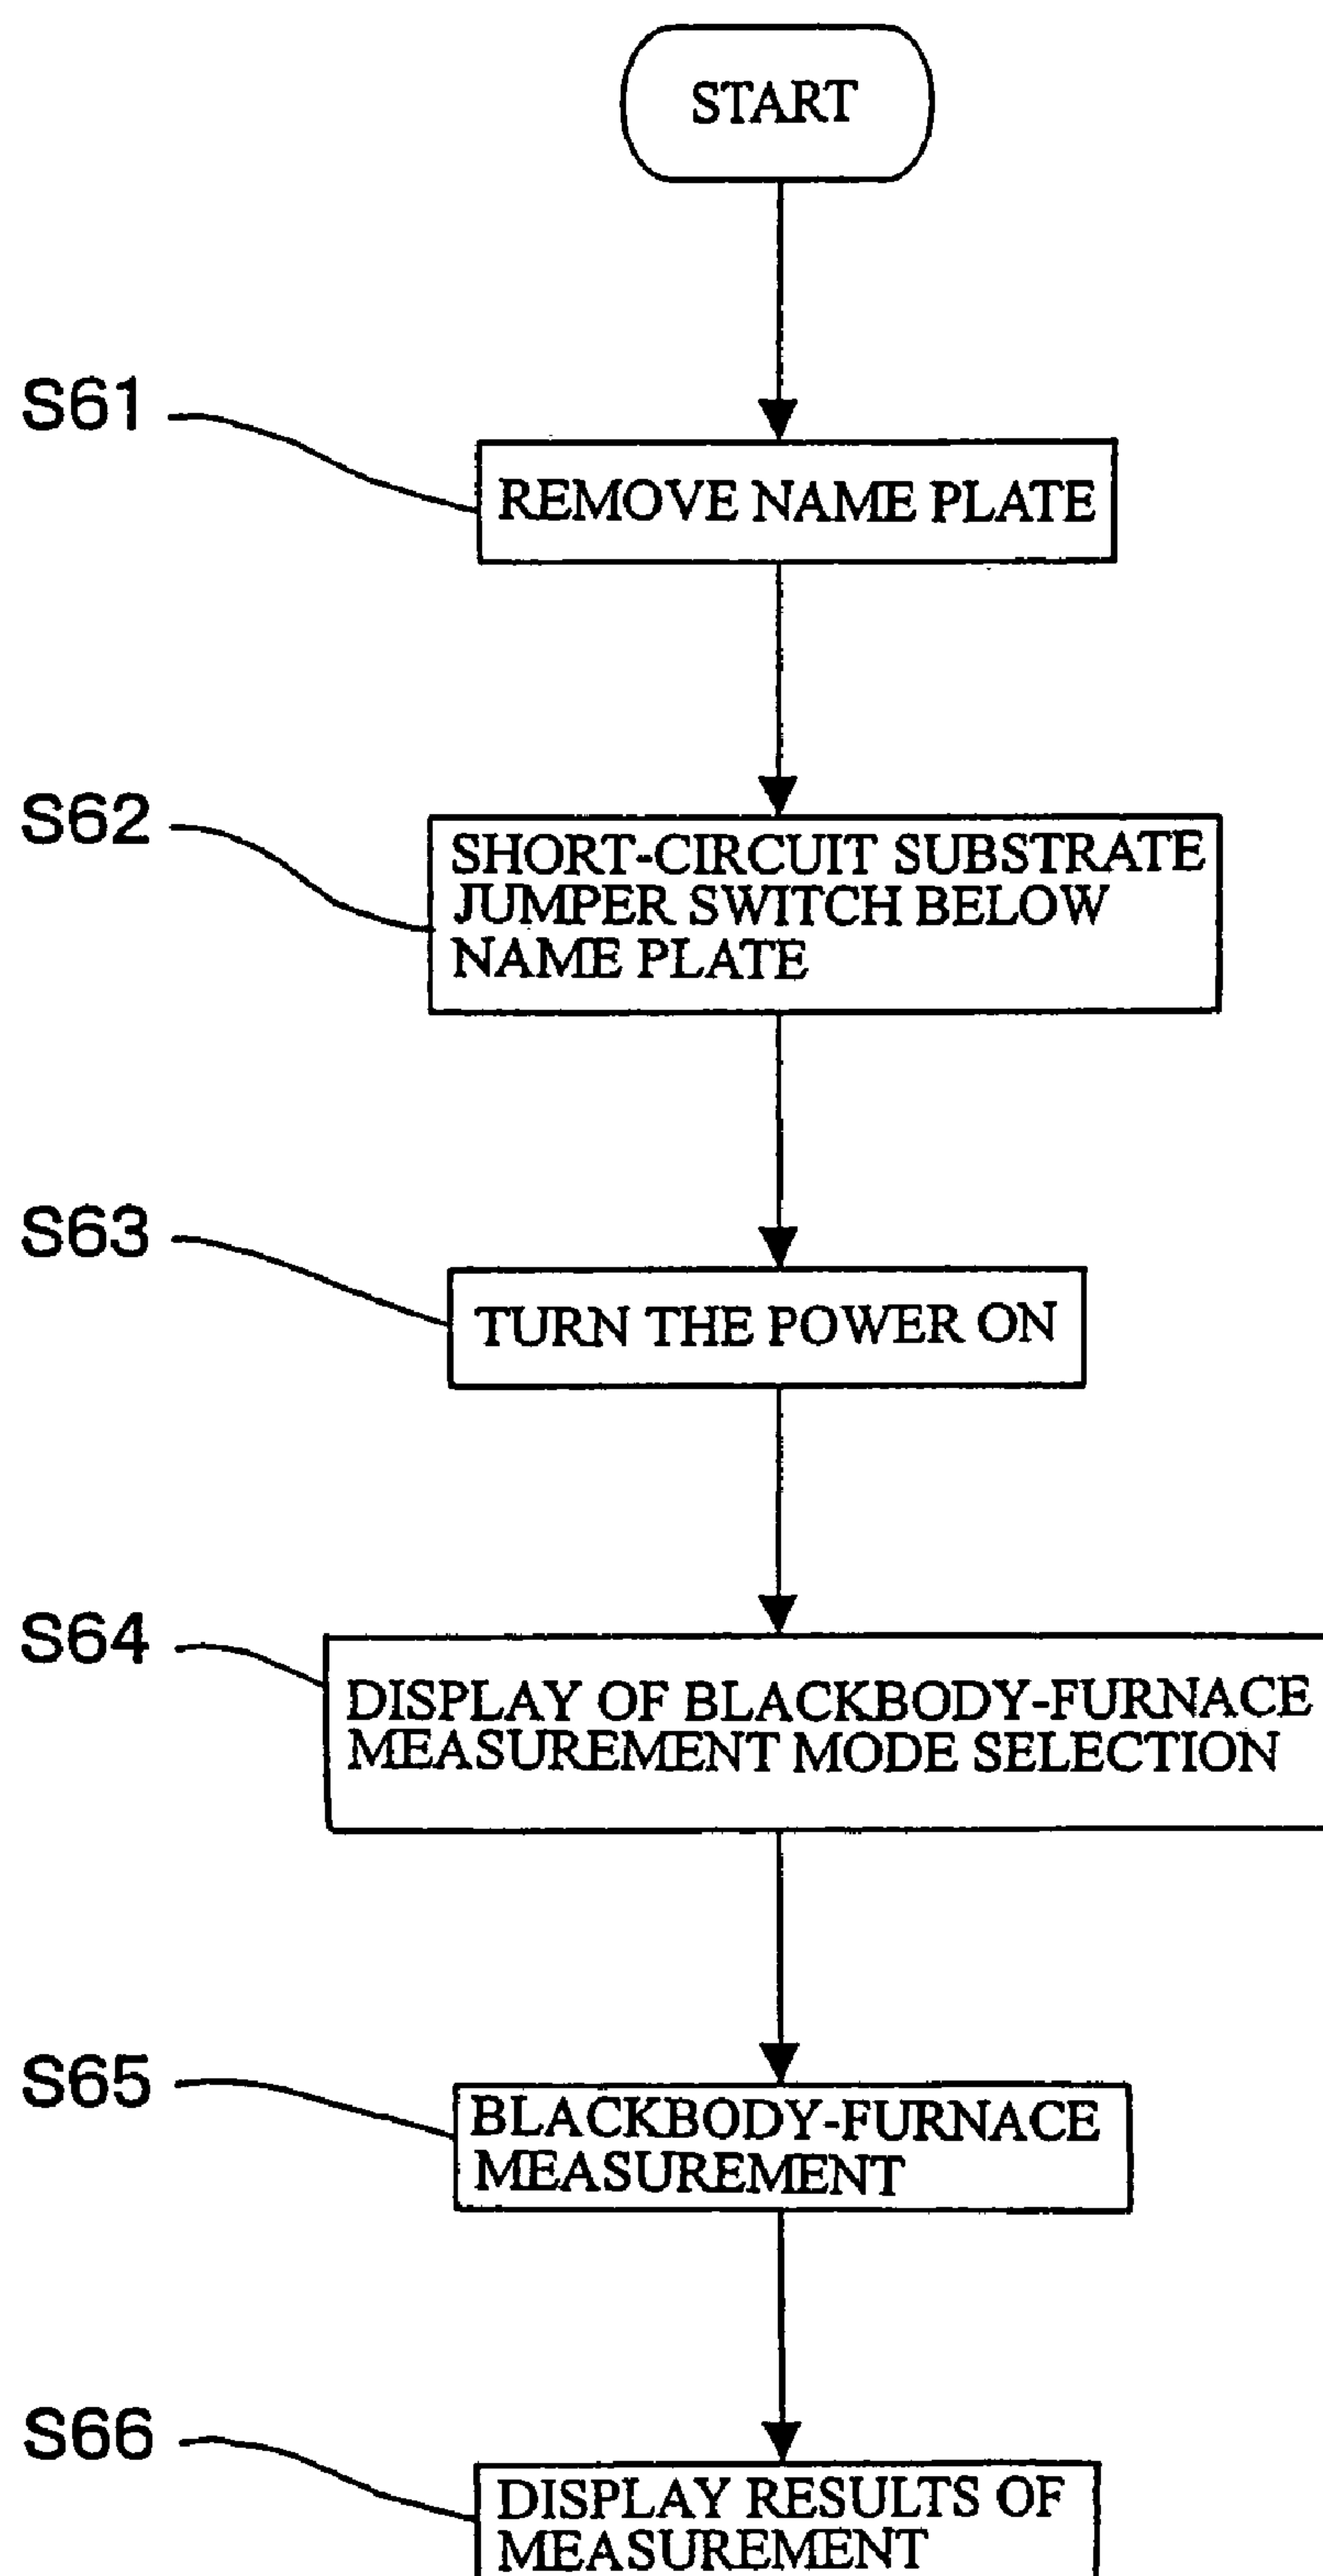 START
S61
REMOVE NAME PLATE
S62
SHORT-CIRCUIT SUBSTRATE
JUMPER SWITCH BELOW
NAME PLATE
S63
TURN THE POWER ON
S64
DISPLAY OF BLACKBODY-FURNACE
MEASUREMENT MODE SELECTION
S65
BLACKBODY-FURNACE
MEASUREMENT
S66
DISPLAY RESULTS OF
MEASUREMENT